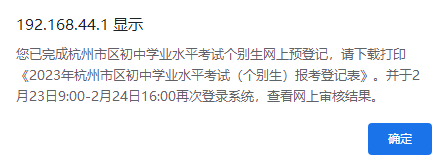 192.168.44.1 显示
您已完成杭州市区初中学业水平考试个别生网上预登记，请下载打印
《2023年杭州市区初中学业水平考试（个别生）报考登记表》。并于2
月23日9:00-2月24日16:00再次登录系统，查看网上审核结果。
确定